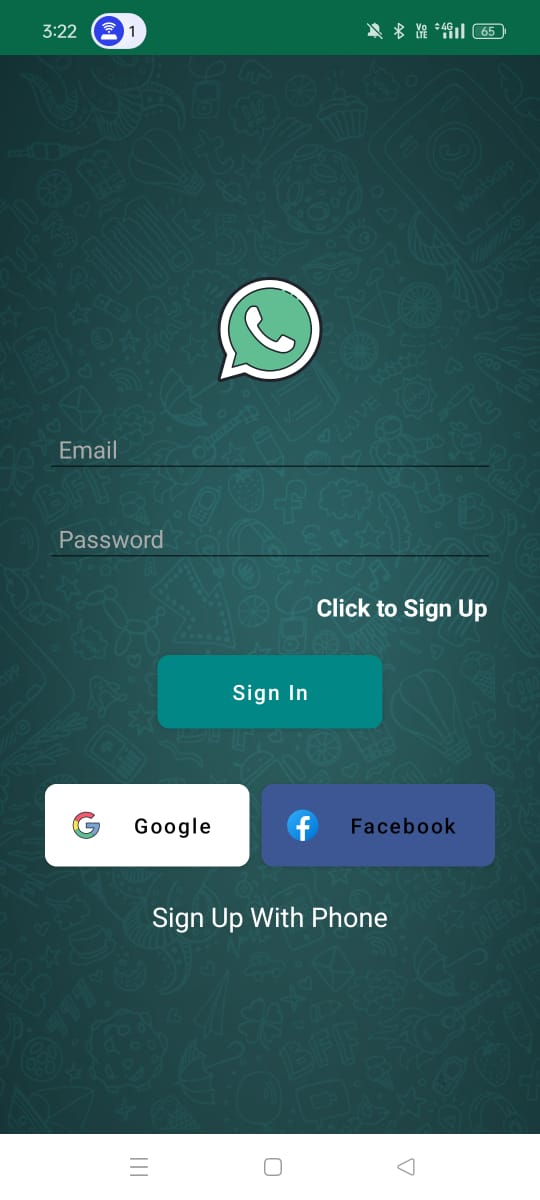 3:22
1
Vo LTE
4G
65
Whatsapp
Email
Password
Click to Sign Up
Sign In
Google
Facebook
Sign Up With Phone